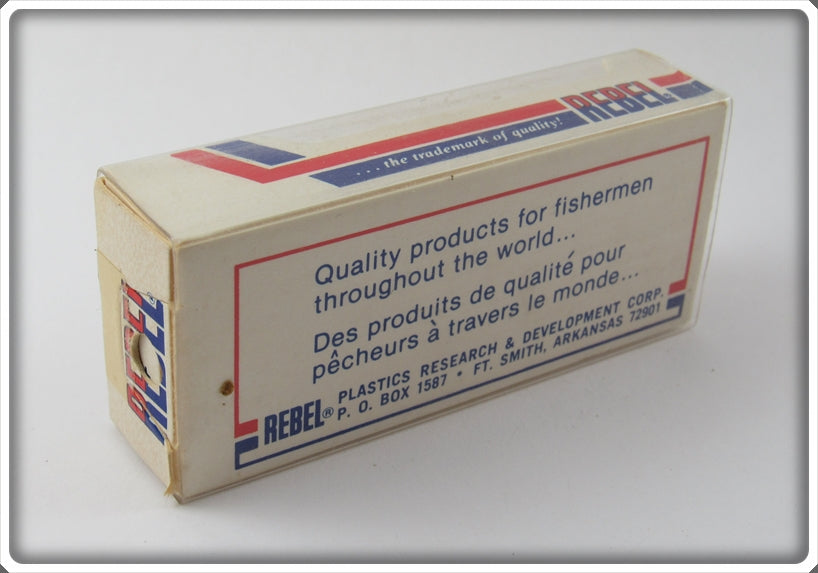 REBEL®
... the trademark of quality!
Quality products for fishermen
throughout the world...
Des produits de qualité pour
pêcheurs à travers le monde...
REBEL® PLASTICS RESEARCH & DEVELOPMENT CORP.
P. O. BOX 1587 • FT. SMITH, ARKANSAS 72901
REBEL®